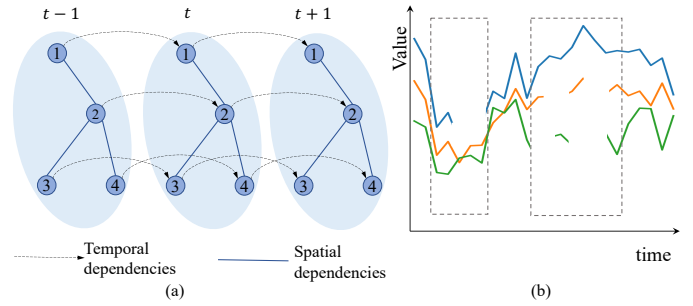 t − 1
t
t + 1
1
1
1
2
2
2
3
4
3
4
3
4
Temporal
dependencies
Spatial
dependencies
(a)
Value
time
(b)